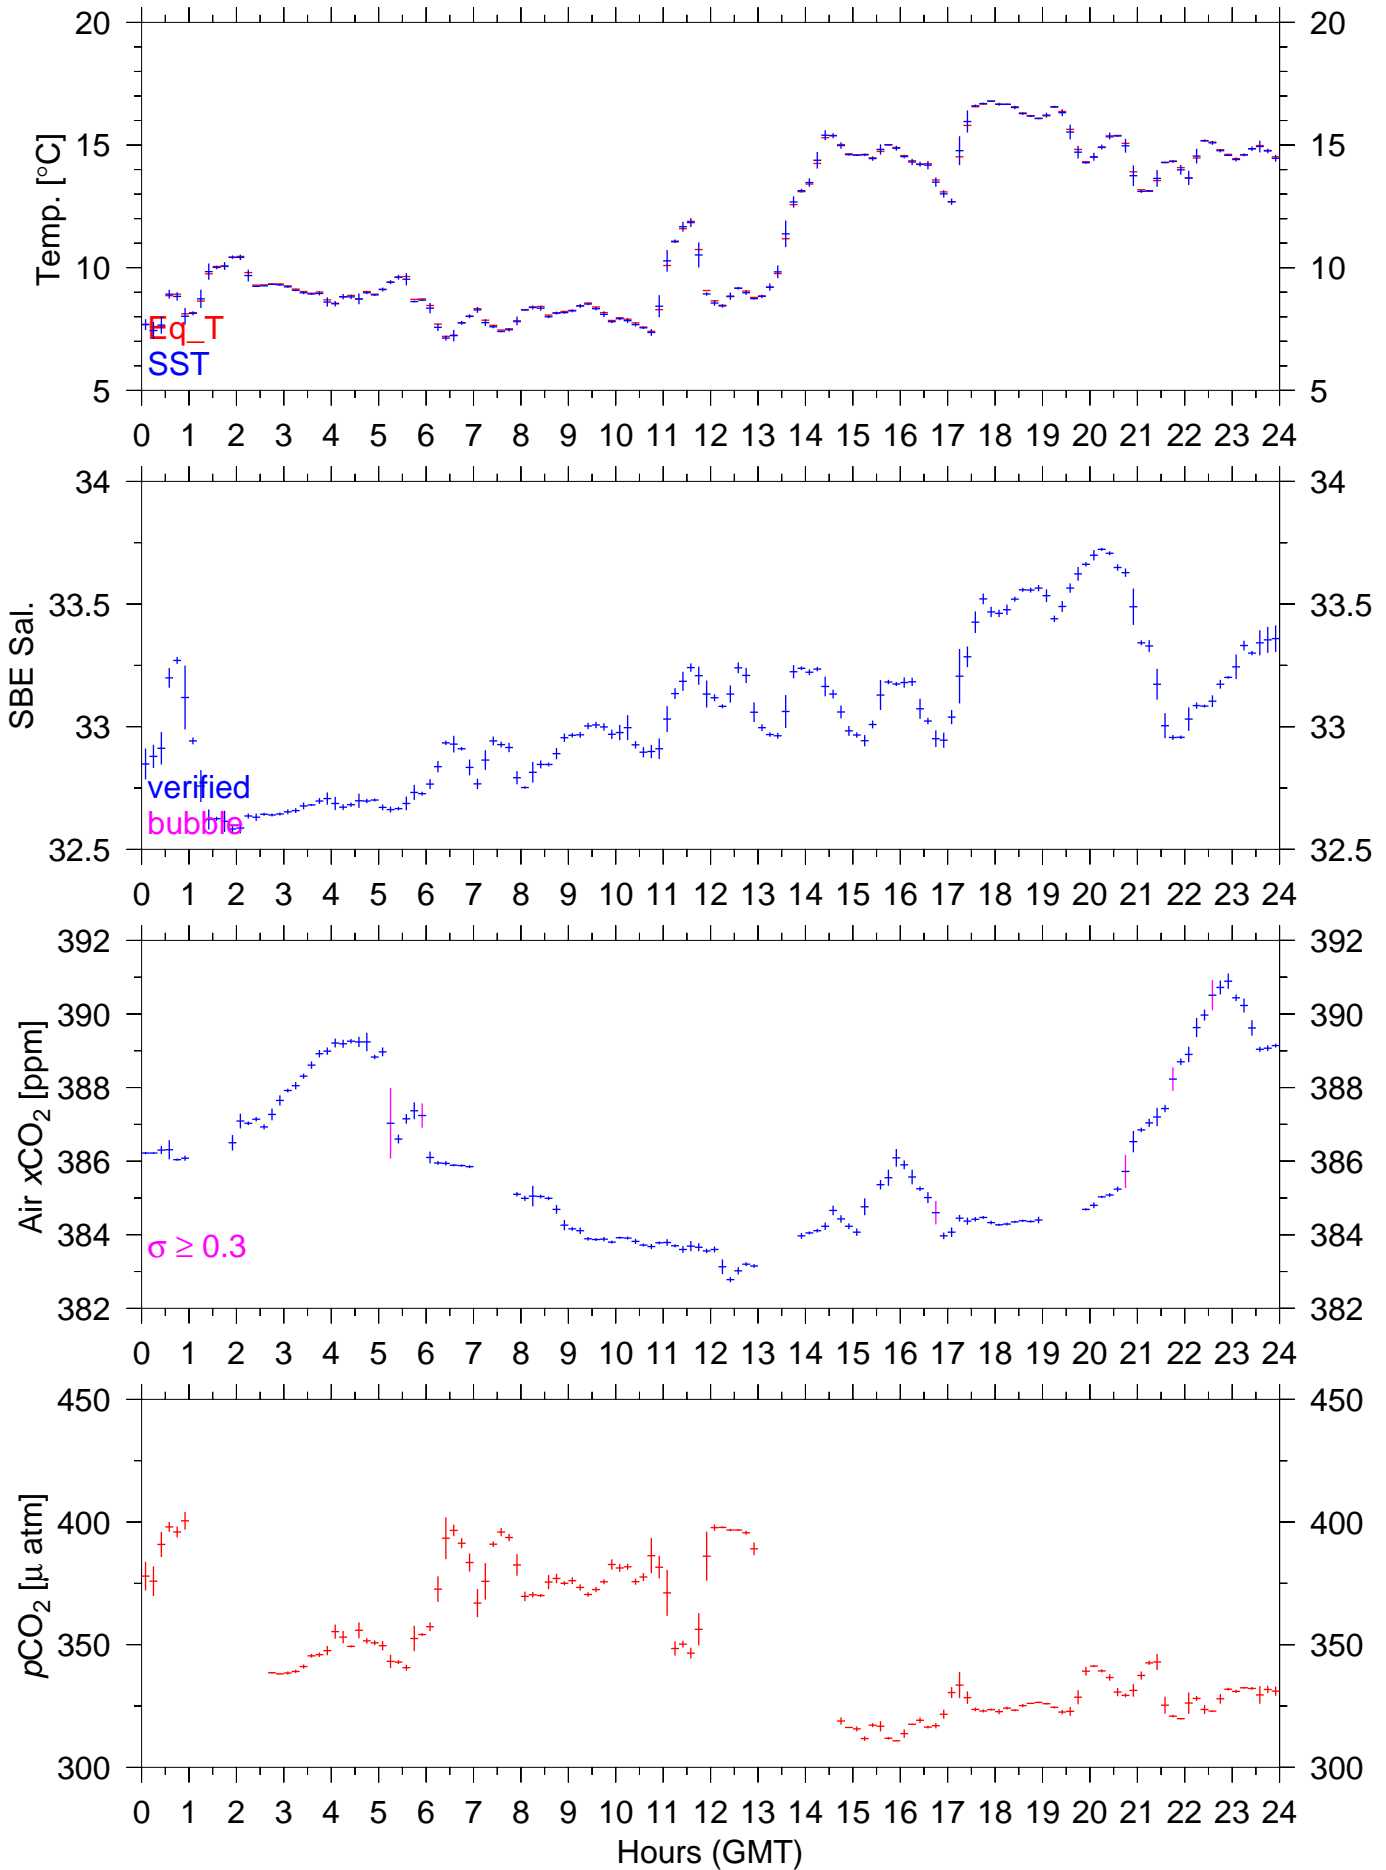 20 20
15 15
10 10
5 5
Temp. [°C]
Eq_T
SST
0 1 2 3 4 5 6 7 8 9 10 11 12 13 14 15 16 17 18 19 20 21 22 23 24
34 34
33.5 33.5
33 33
32.5 32.5
SBE Sal.
verified
bubble
0 1 2 3 4 5 6 7 8 9 10 11 12 13 14 15 16 17 18 19 20 21 22 23 24
392 392
390 390
388 388
386 386
384 384
382 382
Air xCO₂ [ppm]
σ ≥ 0.3
0 1 2 3 4 5 6 7 8 9 10 11 12 13 14 15 16 17 18 19 20 21 22 23 24
450 450
400 400
350 350
300 300
pCO₂ [μ atm]
0 1 2 3 4 5 6 7 8 9 10 11 12 13 14 15 16 17 18 19 20 21 22 23 24
Hours (GMT)